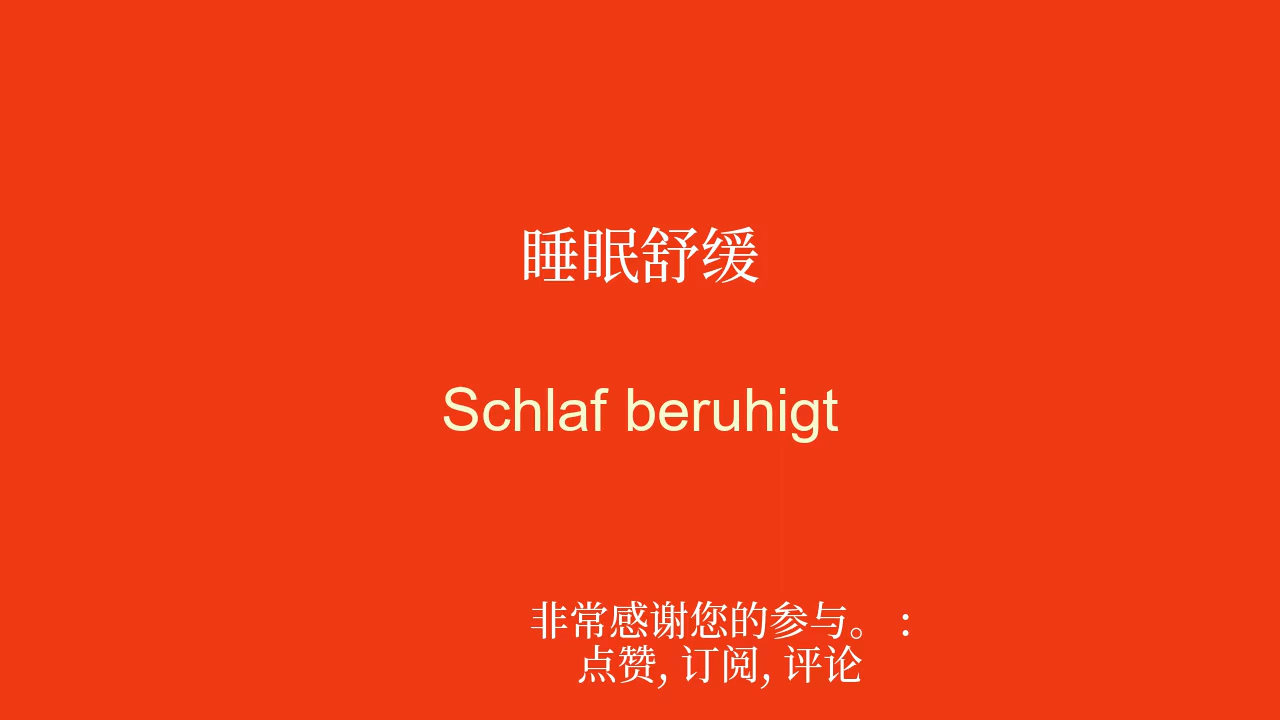 睡眠舒缓
Schlaf beruhigt
非常感谢您的参与。 :
点赞, 订阅, 评论